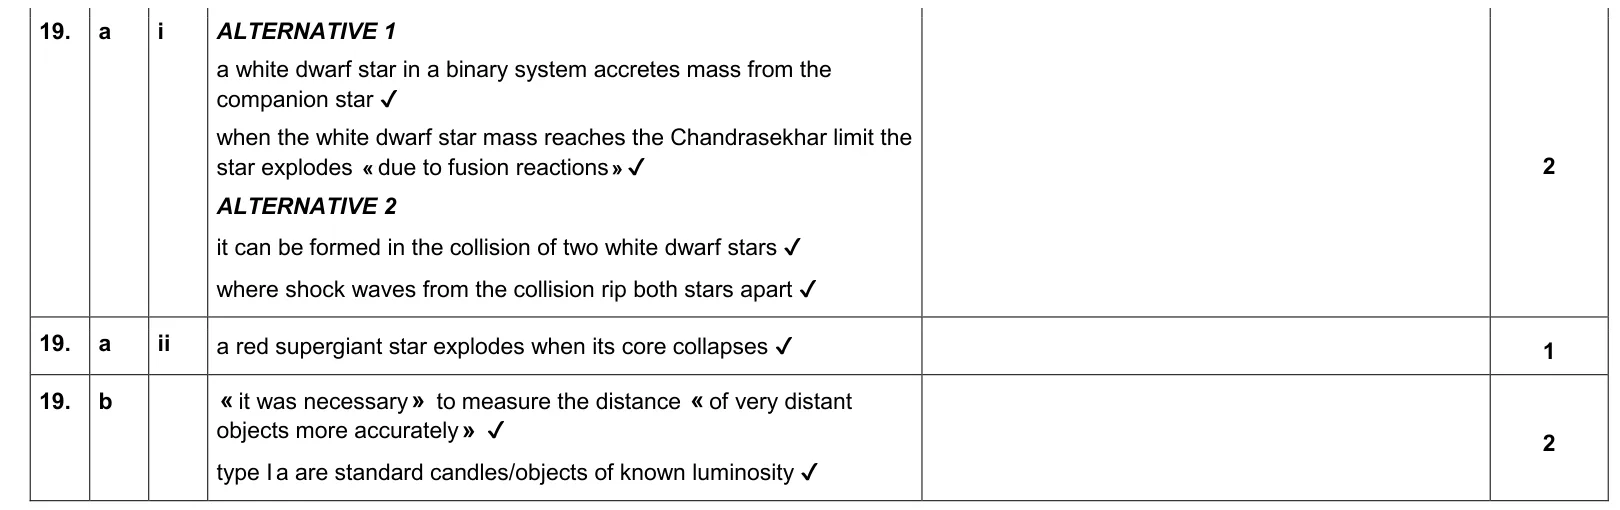 19. a i ALTERNATIVE 1
a white dwarf star in a binary system accretes mass from the
companion star ✓
when the white dwarf star mass reaches the Chandrasekhar limit the
star explodes «due to fusion reactions» ✓
2
ALTERNATIVE 2
it can be formed in the collision of two white dwarf stars ✓
where shock waves from the collision rip both stars apart ✓
19. a ii a red supergiant star explodes when its core collapses ✓ 1
19. b «it was necessary» to measure the distance «of very distant
objects more accurately» ✓
2
type Ia are standard candles/objects of known luminosity ✓